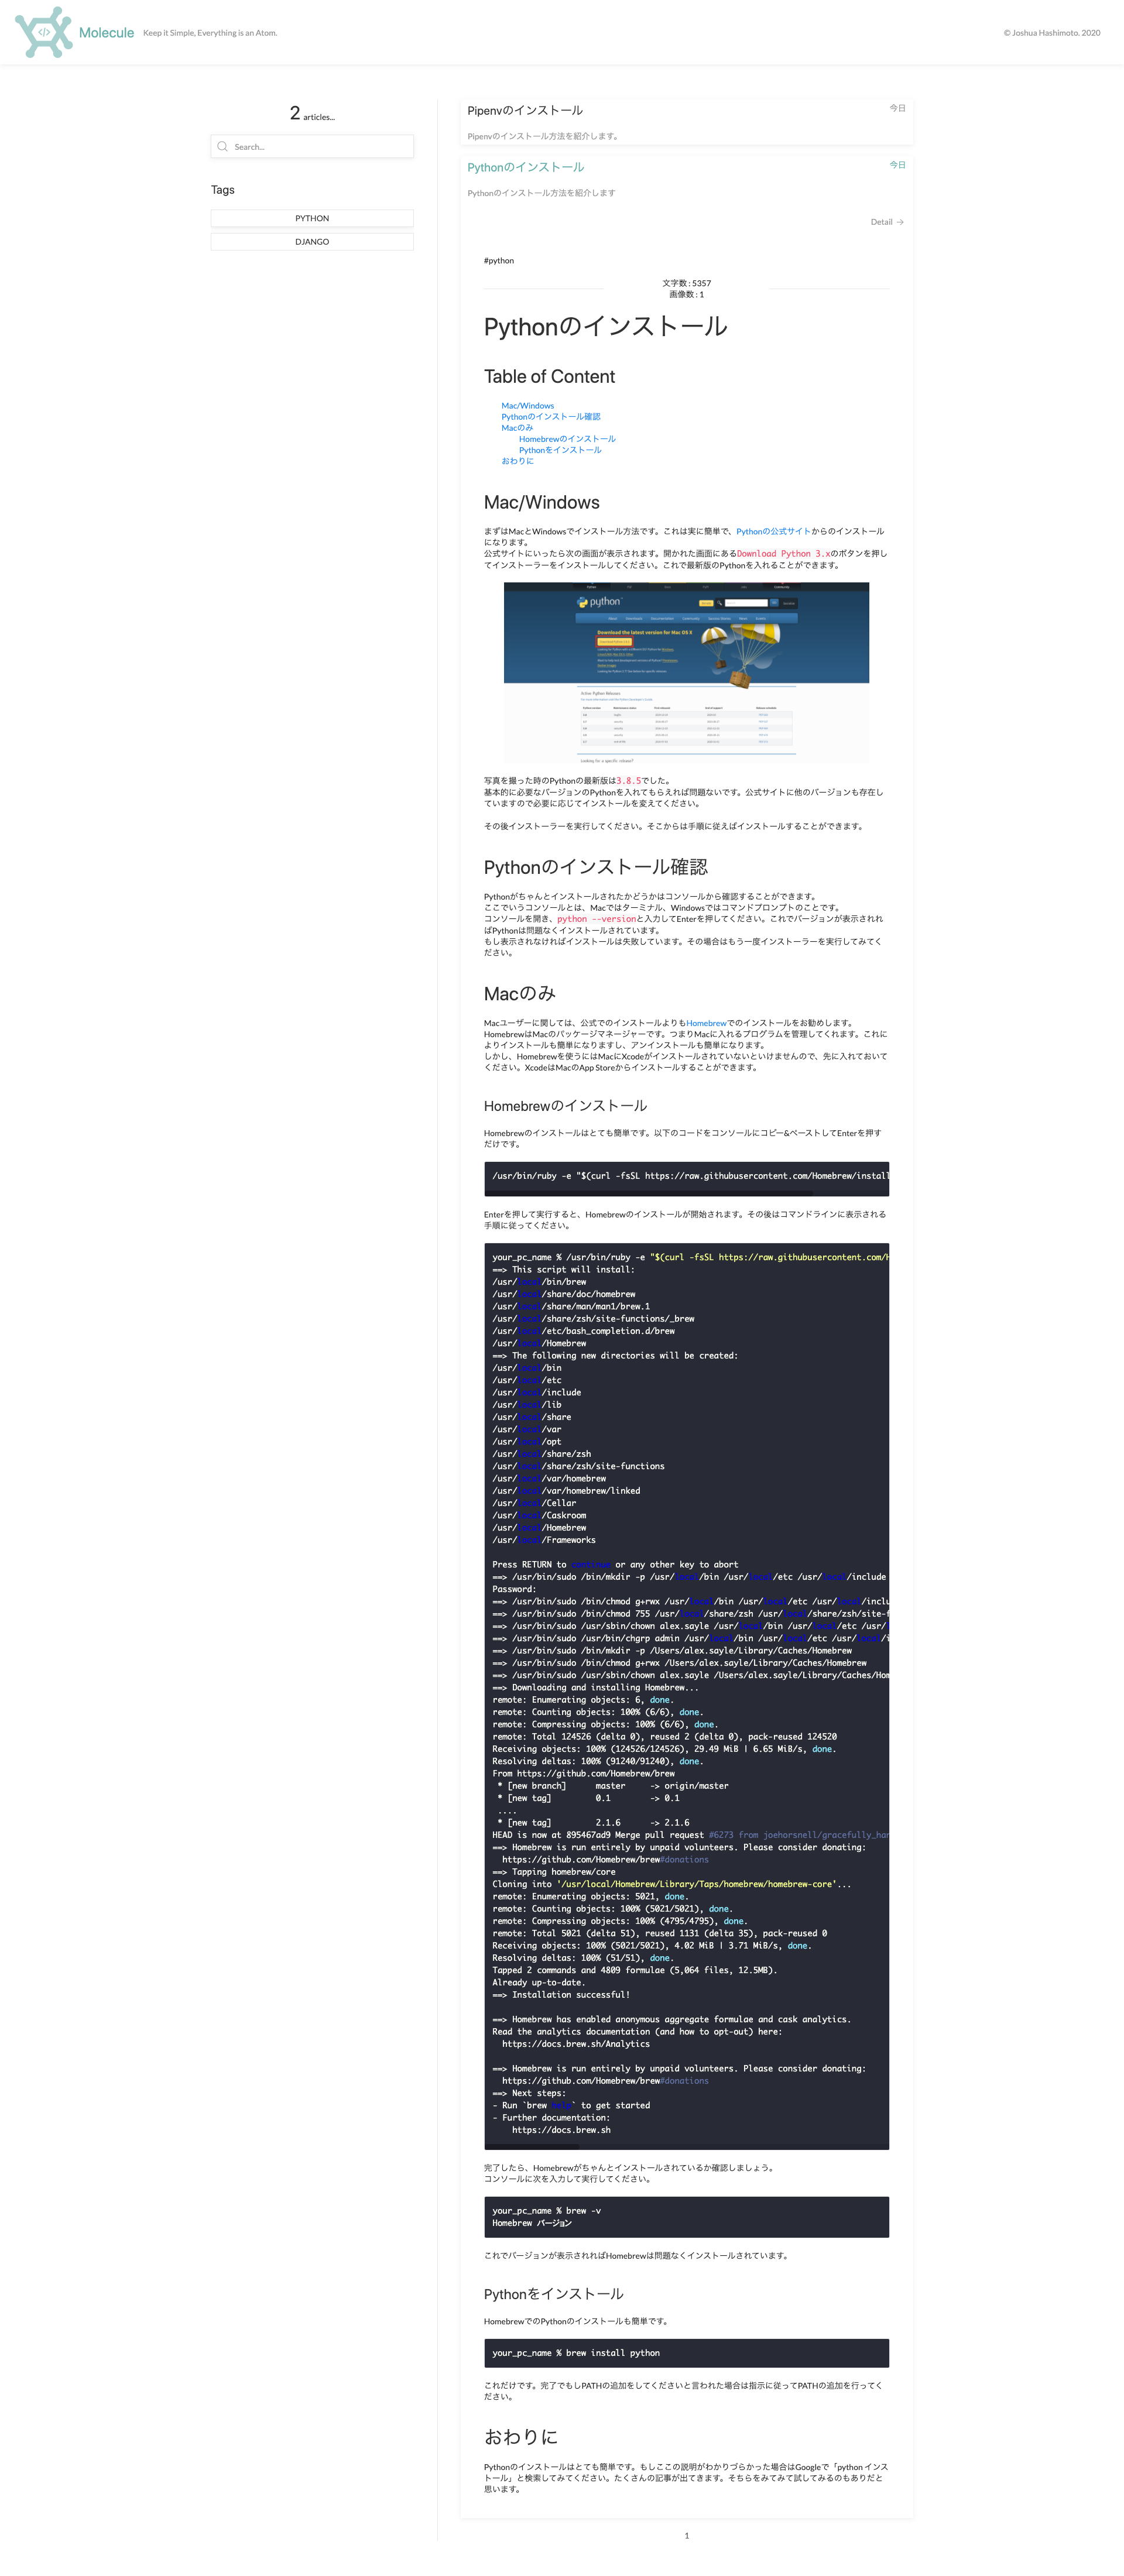 Molecule
Keep it Simple, Everything is an Atom.
© Joshua Hashimoto. 2020
2 articles...
Search...
Tags
PYTHON
DJANGO
Pipenvのインストール
今日
Pipenvのインストール方法を紹介します。
Pythonのインストール
今日
Pythonのインストール方法を紹介します
Detail →
#python
文字数 : 5357
画像数 : 1
Pythonのインストール
Table of Content
Mac/Windows
Pythonのインストール確認
Macのみ
Homebrewのインストール
Pythonをインストール
おわりに
Mac/Windows
まずはMacとWindowsでインストール方法です。これは実に簡単で、Pythonの公式サイトからのインストール
になります。
公式サイトにいったら次の画面が表示されます。開かれた画面にあるDownload Python 3.xのボタンを押し
てインストーラーをインストールしてください。これで最新版のPythonを入れることができます。
python
Download the latest version for Mac OS X
写真を撮った時のPythonの最新版は3.8.5でした。
基本的に必要なバージョンのPythonを入れてもらえれば問題ないです。公式サイトに他のバージョンも存在し
ていますので必要に応じてインストールを変えてください。
その後インストーラーを実行してください。そこからは手順に従えばインストールすることができます。
Pythonのインストール確認
Pythonがちゃんとインストールされたかどうかはコンソールから確認することができます。
ここでいうコンソールとは、Macではターミナル、Windowsではコマンドプロンプトのことです。
コンソールを開き、python --versionと入力してEnterを押してください。これでバージョンが表示されれ
ばPythonは問題なくインストールされています。
もし表示されなければインストールは失敗しています。その場合はもう一度インストーラーを実行してみてく
ださい。
Macのみ
Macユーザーに関しては、公式でのインストールよりもHomebrewでのインストールをお勧めします。
HomebrewはMacのパッケージマネージャーです。つまりMacに入れるプログラムを管理してくれます。これに
よりインストールも簡単になりますし、アンインストールも簡単になります。
しかし、Homebrewを使うにはMacにXcodeがインストールされていないといけませんので、先に入れておいて
ください。XcodeはMacのApp Storeからインストールすることができます。
Homebrewのインストール
Homebrewのインストールはとても簡単です。以下のコードをコンソールにコピー&ペーストしてEnterを押す
だけです。
/usr/bin/ruby -e "$(curl -fsSL https://raw.githubusercontent.com/Homebrew/install
Enterを押して実行すると、Homebrewのインストールが開始されます。その後はコマンドラインに表示される
手順に従ってください。
your_pc_name % /usr/bin/ruby -e "$(curl -fsSL https://raw.githubusercontent.com/H
==> This script will install:
/usr/local/bin/brew
/usr/local/share/doc/homebrew
/usr/local/share/man/man1/brew.1
/usr/local/share/zsh/site-functions/_brew
/usr/local/etc/bash_completion.d/brew
/usr/local/Homebrew
==> The following new directories will be created:
/usr/local/bin
/usr/local/etc
/usr/local/include
/usr/local/lib
/usr/local/share
/usr/local/var
/usr/local/opt
/usr/local/share/zsh
/usr/local/share/zsh/site-functions
/usr/local/var/homebrew
/usr/local/var/homebrew/linked
/usr/local/Cellar
/usr/local/Caskroom
/usr/local/Homebrew
/usr/local/Frameworks
Press RETURN to continue or any other key to abort
==> /usr/bin/sudo /bin/mkdir -p /usr/local/bin /usr/local/etc /usr/local/include
Password:
==> /usr/bin/sudo /bin/chmod g+rwx /usr/local/bin /usr/local/etc /usr/local/inclu
==> /usr/bin/sudo /bin/chmod 755 /usr/local/share/zsh /usr/local/share/zsh/site-f
==> /usr/bin/sudo /usr/sbin/chown alex.sayle /usr/local/bin /usr/local/etc /usr/l
==> /usr/bin/sudo /usr/bin/chgrp admin /usr/local/bin /usr/local/etc /usr/local/i
==> /usr/bin/sudo /bin/mkdir -p /Users/alex.sayle/Library/Caches/Homebrew
==> /usr/bin/sudo /bin/chmod g+rwx /Users/alex.sayle/Library/Caches/Homebrew
==> /usr/bin/sudo /usr/sbin/chown alex.sayle /Users/alex.sayle/Library/Caches/Hom
==> Downloading and installing Homebrew...
remote: Enumerating objects: 6, done.
remote: Counting objects: 100% (6/6), done.
remote: Compressing objects: 100% (6/6), done.
remote: Total 124526 (delta 0), reused 2 (delta 0), pack-reused 124520
Receiving objects: 100% (124526/124526), 29.49 MiB | 6.65 MiB/s, done.
Resolving deltas: 100% (91240/91240), done.
From https://github.com/Homebrew/brew
* [new branch] master -> origin/master
* [new tag] 0.1 -> 0.1
....
* [new tag] 2.1.6 -> 2.1.6
HEAD is now at 895467ad9 Merge pull request #6273 from joeharsnell/gracefully_han
==> Homebrew is run entirely by unpaid volunteers. Please consider donating:
https://github.com/Homebrew/brew#donations
==> Tapping homebrew/core
Cloning into '/usr/local/Homebrew/Library/Taps/homebrew/homebrew-core'...
remote: Enumerating objects: 5021, done.
remote: Counting objects: 100% (5021/5021), done.
remote: Compressing objects: 100% (4795/4795), done.
remote: Total 5021 (delta 51), reused 1131 (delta 35), pack-reused 0
Receiving objects: 100% (5021/5021), 4.02 MiB | 3.71 MiB/s, done.
Resolving deltas: 100% (51/51), done.
Tapped 2 commands and 4809 formulae (5,064 files, 12.5MB).
Already up-to-date.
==> Installation successful!
==> Homebrew has enabled anonymous aggregate formulae and cask analytics.
Read the analytics documentation (and how to opt-out) here:
https://docs.brew.sh/Analytics
==> Homebrew is run entirely by unpaid volunteers. Please consider donating:
https://github.com/Homebrew/brew#donations
==> Next steps:
- Run `brew help` to get started
- Further documentation:
https://docs.brew.sh
完了したら、Homebrewがちゃんとインストールされているか確認しましょう。
コンソールに次を入力して実行してください。
your_pc_name % brew -v
Homebrew バージョン
これでバージョンが表示されればHomebrewは問題なくインストールされています。
Pythonをインストール
HomebrewでのPythonのインストールも簡単です。
your_pc_name % brew install python
これだけです。完了でもしPATHの追加をしてくださいと言われた場合は指示に従ってPATHの追加を行ってく
ださい。
おわりに
Pythonのインストールはとても簡単です。もしここの説明がわかりづらかった場合はGoogleで「python インス
トール」と検索してみてください。たくさんの記事が出てきます。そちらをみてみて試してみるのもありだと
思います。
1